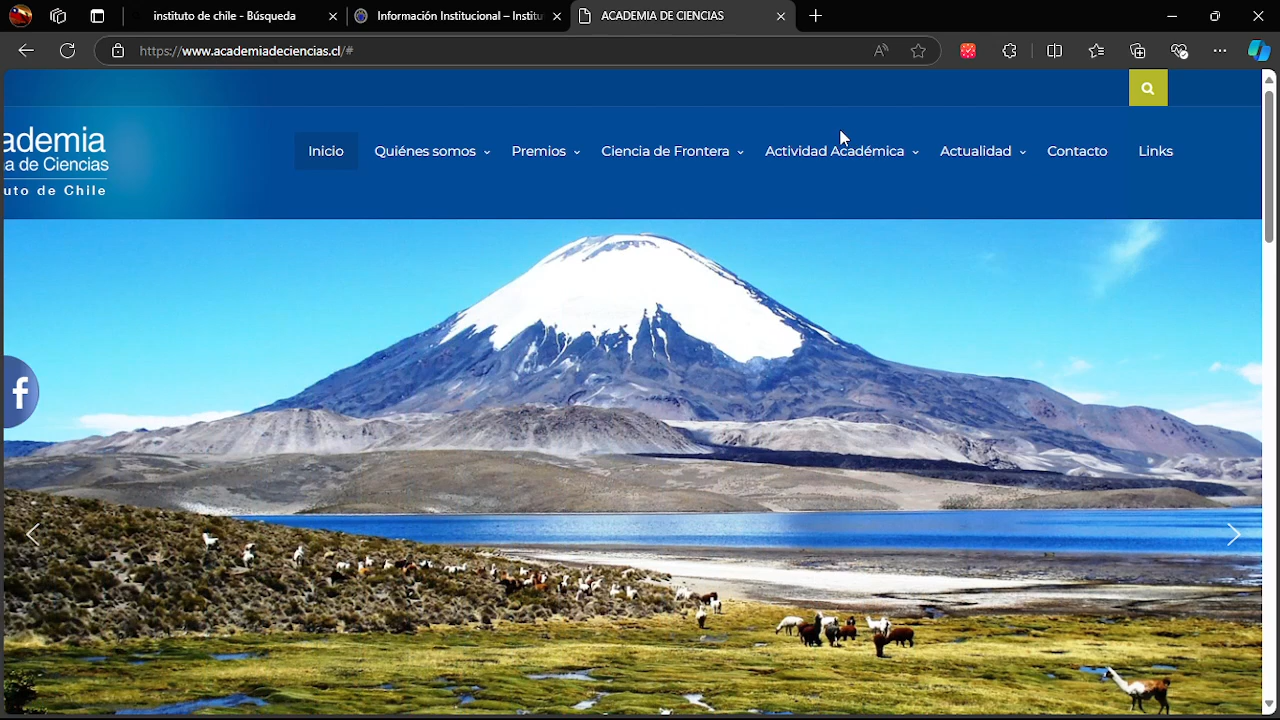 instituto de chile - Búsqueda
Información Institucional – Institu
ACADEMIA DE CIENCIAS
https://www.academiadeciencias.cl/#
ademia
a de Ciencias
uto de Chile
Inicio
Quiénes somos
Premios
Ciencia de Frontera
Actividad Académica
Actualidad
Contacto
Links